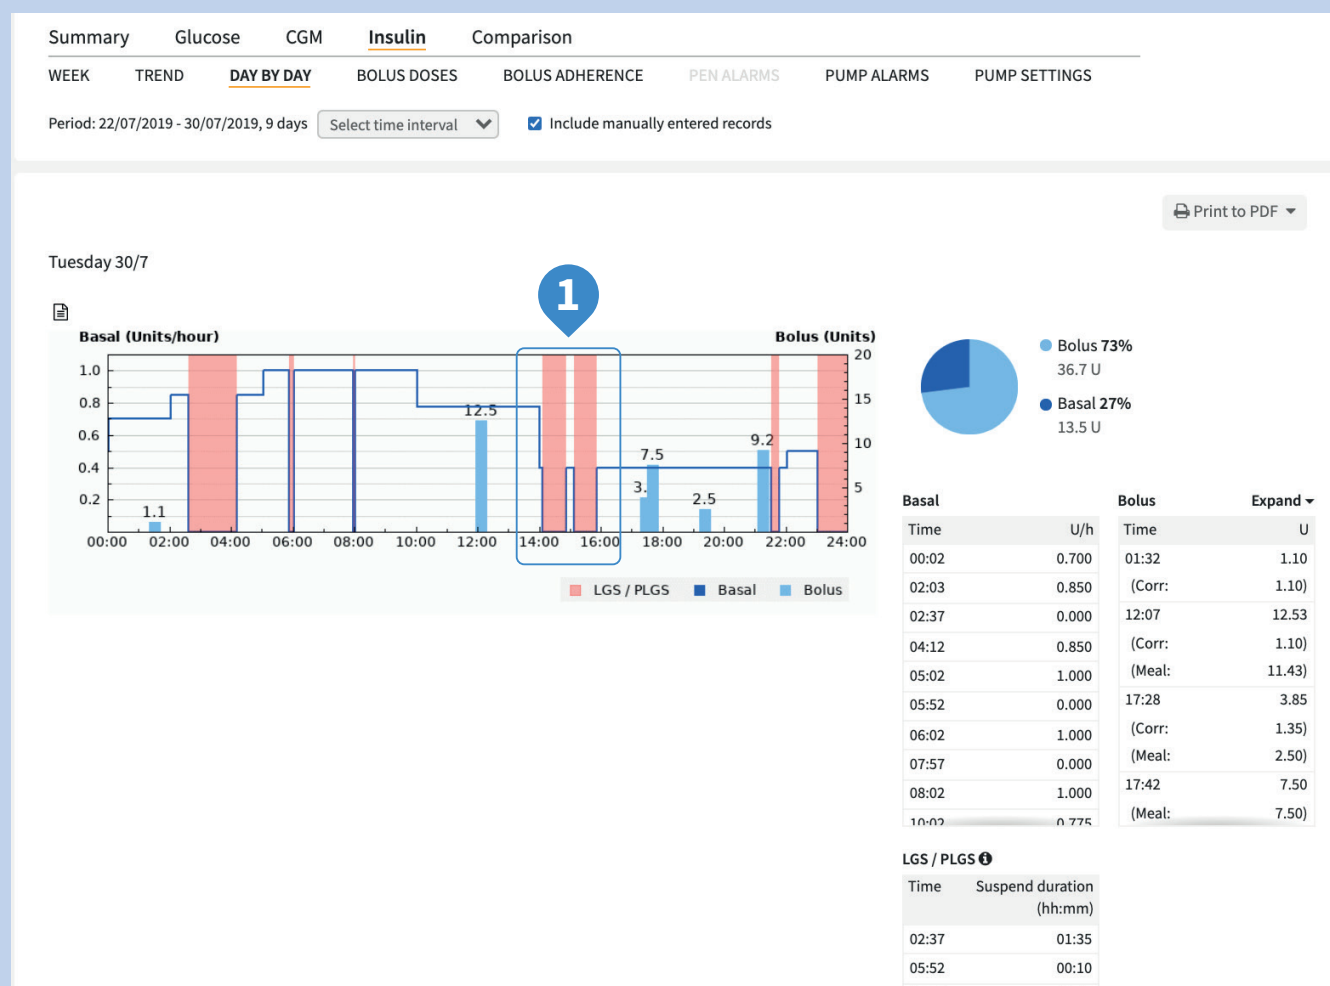 Summary Glucose CGM Insulin Comparison
WEEK TREND DAY BY DAY BOLUS DOSES BOLUS ADHERENCE PEN ALARMS PUMP ALARMS PUMP SETTINGS
Period: 22/07/2019 - 30/07/2019, 9 days Select time interval Include manually entered records
Print to PDF
Tuesday 30/7
1
Basal (Units/hour) Bolus (Units)
1.0
0.8
0.6
0.4
0.2
20
15
10
5
1.1
12.5
3.
7.5
2.5
9.2
00:00 02:00 04:00 06:00 08:00 10:00 12:00 14:00 16:00 18:00 20:00 22:00 24:00
LGS / PLGS Basal Bolus
Bolus 73%
36.7 U
Basal 27%
13.5 U
Basal
Time U/h
00:02 0.700
02:03 0.850
02:37 0.000
04:12 0.850
05:02 1.000
05:52 0.000
06:02 1.000
07:57 0.000
08:02 1.000
10:02 0.775
Bolus Expand
Time U
01:32 1.10
(Corr: 1.10)
12:07 12.53
(Corr: 1.10)
(Meal: 11.43)
17:28 3.85
(Corr: 1.35)
(Meal: 2.50)
17:42 7.50
(Meal: 7.50)
LGS / PLGS
Time Suspend duration
(hh:mm)
02:37 01:35
05:52 00:10